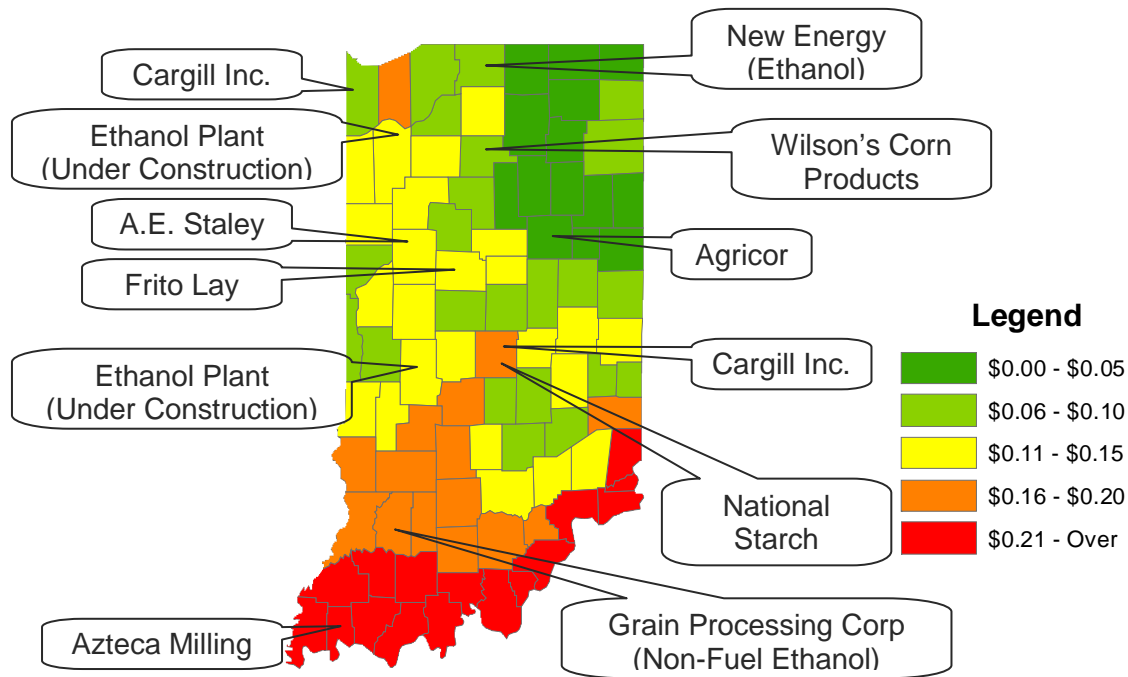 New Energy
(Ethanol)
Cargill Inc.
Ethanol Plant
(Under Construction)
Wilson's Corn
Products
A.E. Staley
Agricor
Frito Lay
Legend
$0.00 - $0.05
$0.06 - $0.10
$0.11 - $0.15
$0.16 - $0.20
$0.21 - Over
Cargill Inc.
Ethanol Plant
(Under Construction)
National
Starch
Grain Processing Corp
(Non-Fuel Ethanol)
Azteca Milling